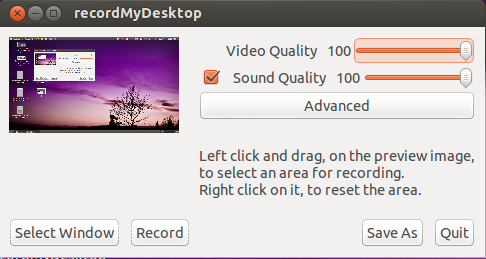 recordMyDesktop
Video Quality 100
Sound Quality 100
Advanced
Left click and drag, on the preview image,
to select an area for recording.
Right click on it, to reset the area.
Select Window Record Save As Quit